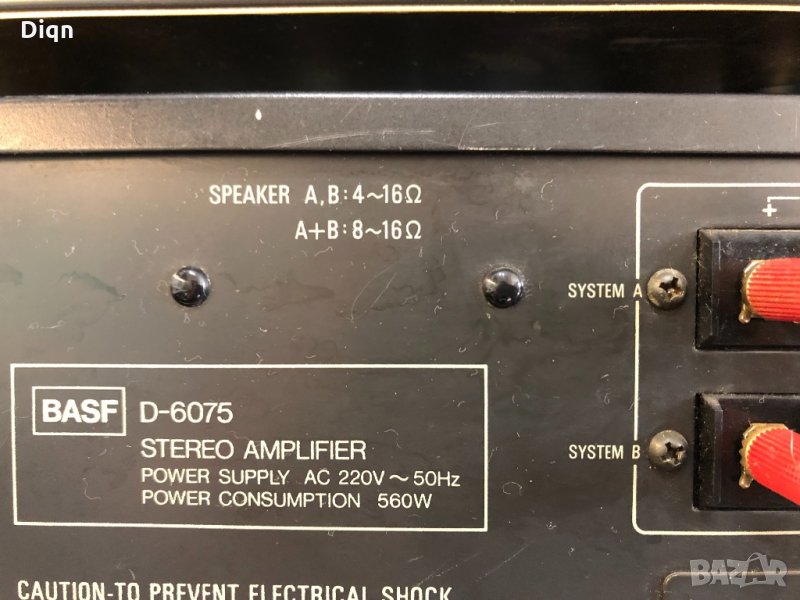 Diqn
SPEAKER A,B:4~16Ω
A+B:8~16Ω
+
SYSTEM A
BASF D-6075
STEREO AMPLIFIER
POWER SUPPLY AC 220V~50Hz
POWER CONSUMPTION 560W
SYSTEM B
CAUTION-TO PREVENT ELECTRICAL SHOCK
BAZAR